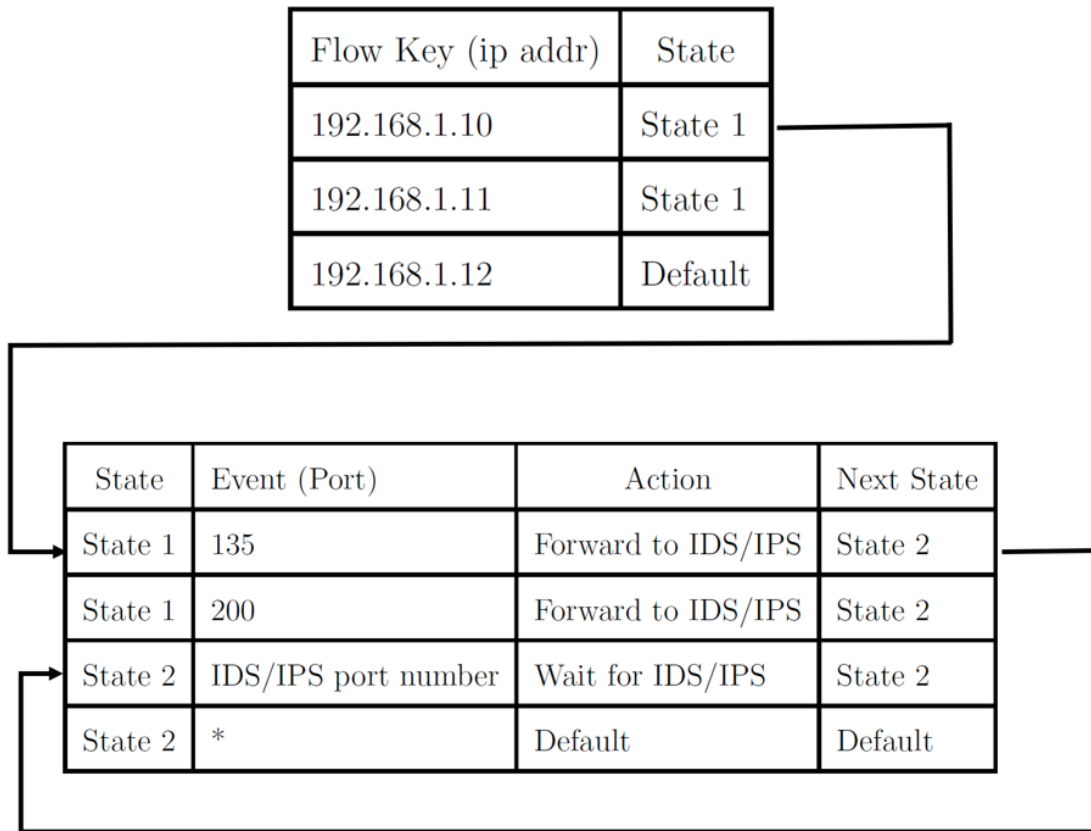 Flow Key (ip addr) State
192.168.1.10 State 1
192.168.1.11 State 1
192.168.1.12 Default
State Event (Port) Action Next State
State 1 135 Forward to IDS/IPS State 2
State 1 200 Forward to IDS/IPS State 2
State 2 IDS/IPS port number Wait for IDS/IPS State 2
State 2 * Default Default